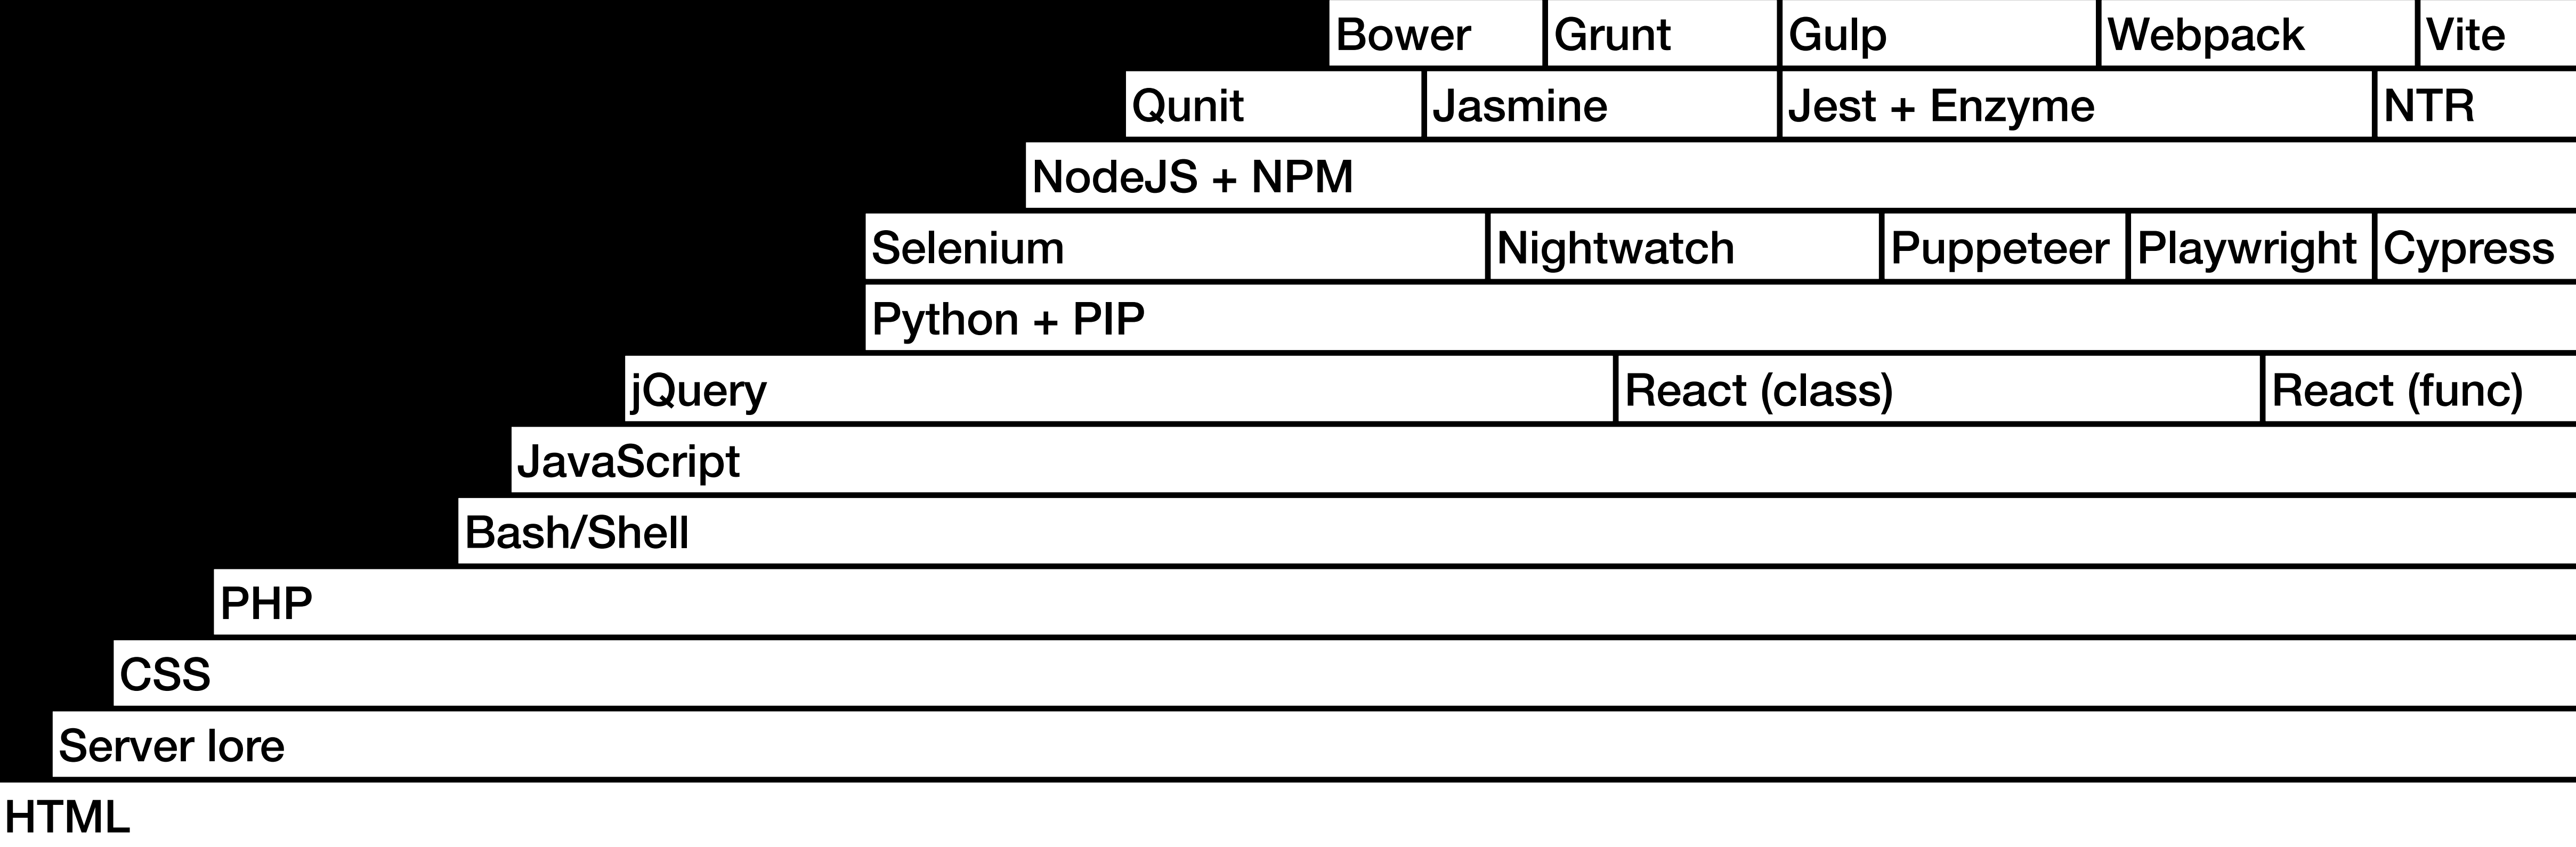 Bower Grunt Gulp Webpack Vite
Qunit Jasmine Jest + Enzyme NTR
NodeJS + NPM
Selenium Nightwatch Puppeteer Playwright Cypress
Python + PIP
jQuery React (class) React (func)
JavaScript
Bash/Shell
PHP
CSS
Server lore
HTML